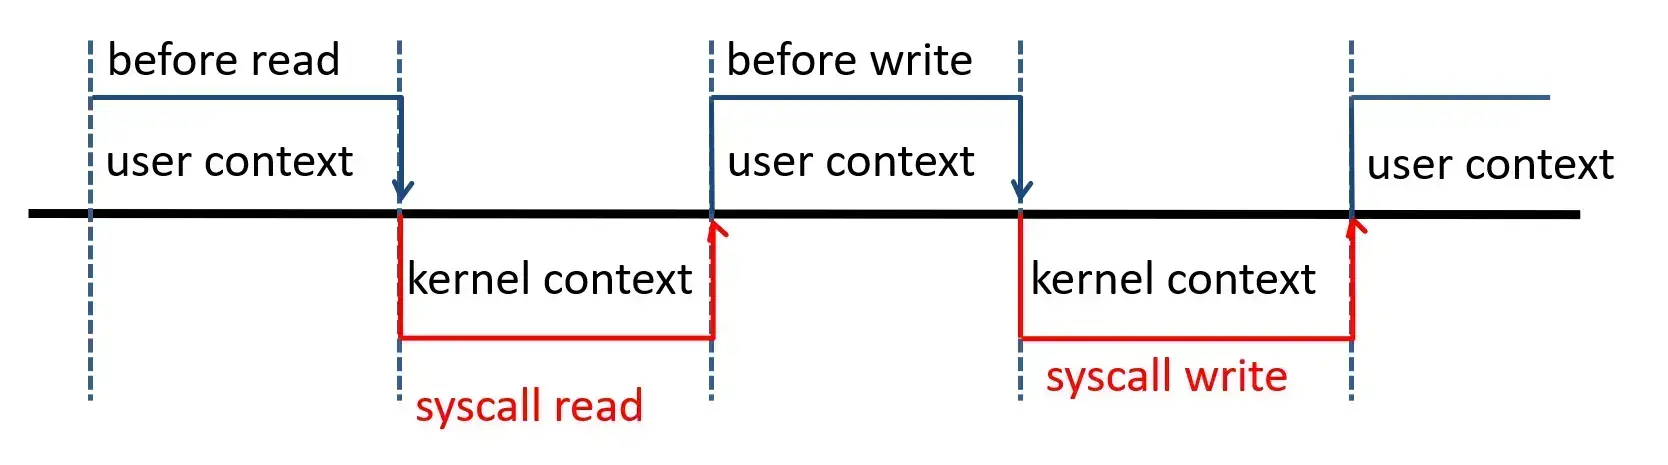 before read
before write
user context
user context
user context
kernel context
kernel context
syscall read
syscall write